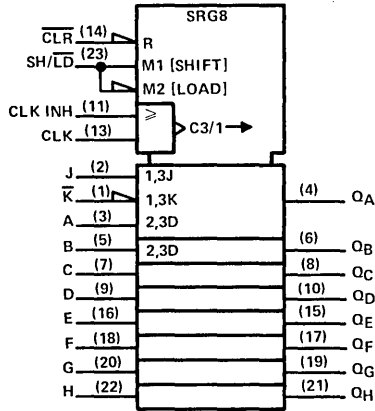 SRG8
C̅L̅R̅ (14) R
SH/L̅D̅ (23) M1 [SHIFT]
M2 [LOAD]
CLK INH (11) ⩾
CLK (13) C3/1→
J (2) 1,3J
K̅ (1) 1,3K (4) QA
A (3) 2,3D
B (5) 2,3D (6) QB
C (7) (8) QC
D (9) (10) QD
E (16) (15) QE
F (18) (17) QF
G (20) (19) QG
H (22) (21) QH